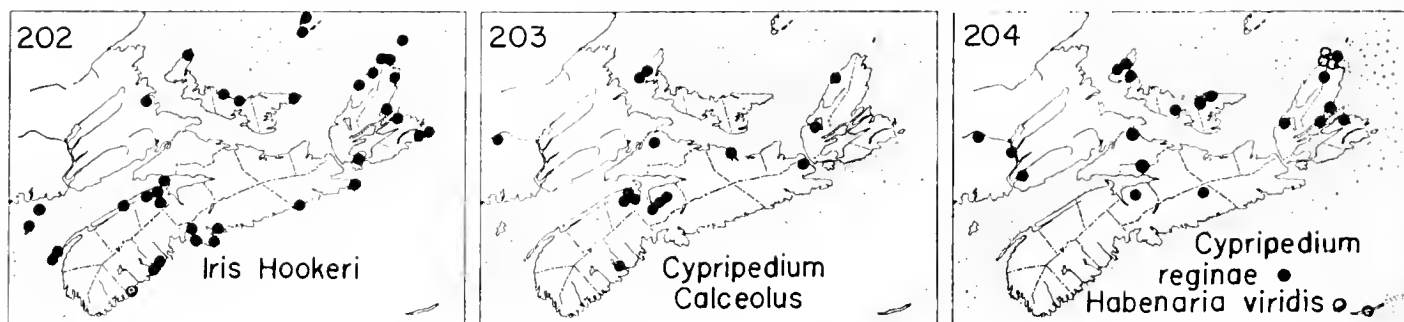 202
Iris Hookeri
203
Cypripedium
Calceolus
204
Cypripedium
reginae
Habenaria viridis